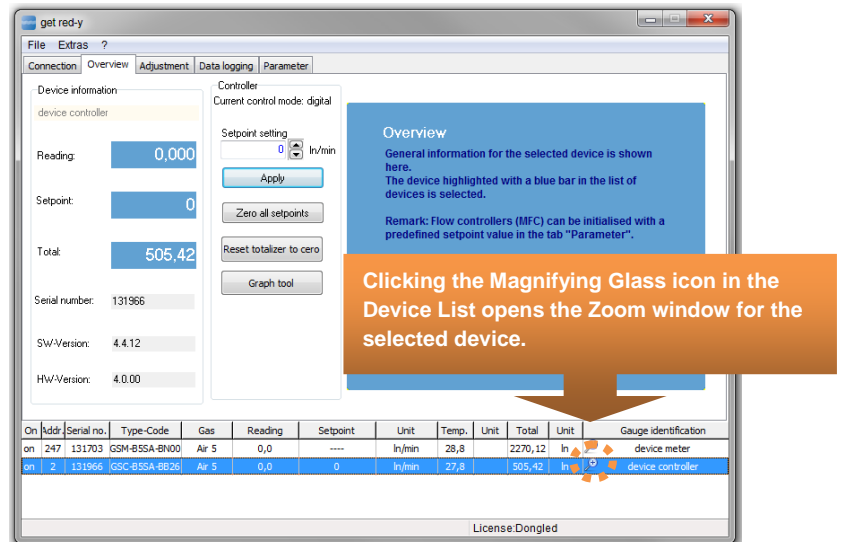 get red-y
File Extras ?
Connection Overview Adjustment Data logging Parameter
Device information
device controller
Reading: 0,000
Setpoint: 0
Total: 505,42
Serial number: 131966
SW-Version: 4.4.12
HW-Version: 4.0.00
Controller
Current control mode: digital
Setpoint setting
0 ln/min
Apply
Zero all setpoints
Reset totalizer to cero
Graph tool
Overview
General information for the selected device is shown
here.
The device highlighted with a blue bar in the list of
devices is selected.
Remark: Flow controllers (MFC) can be initialised with a
predefined setpoint value in the tab "Parameter".
Clicking the Magnifying Glass icon in the
Device List opens the Zoom window for the
selected device.
On Addr. Serial no. Type-Code Gas Reading Setpoint Unit Temp. Unit Total Unit Gauge identification
on 247 131703 GSM-B5SA-BN00 Air 5 0,0 ---- ln/min 28,8 2270,12 ln device meter
on 2 131966 GSC-B5SA-BB26 Air 5 0,0 0 ln/min 27,8 505,42 ln device controller
License:Dongled